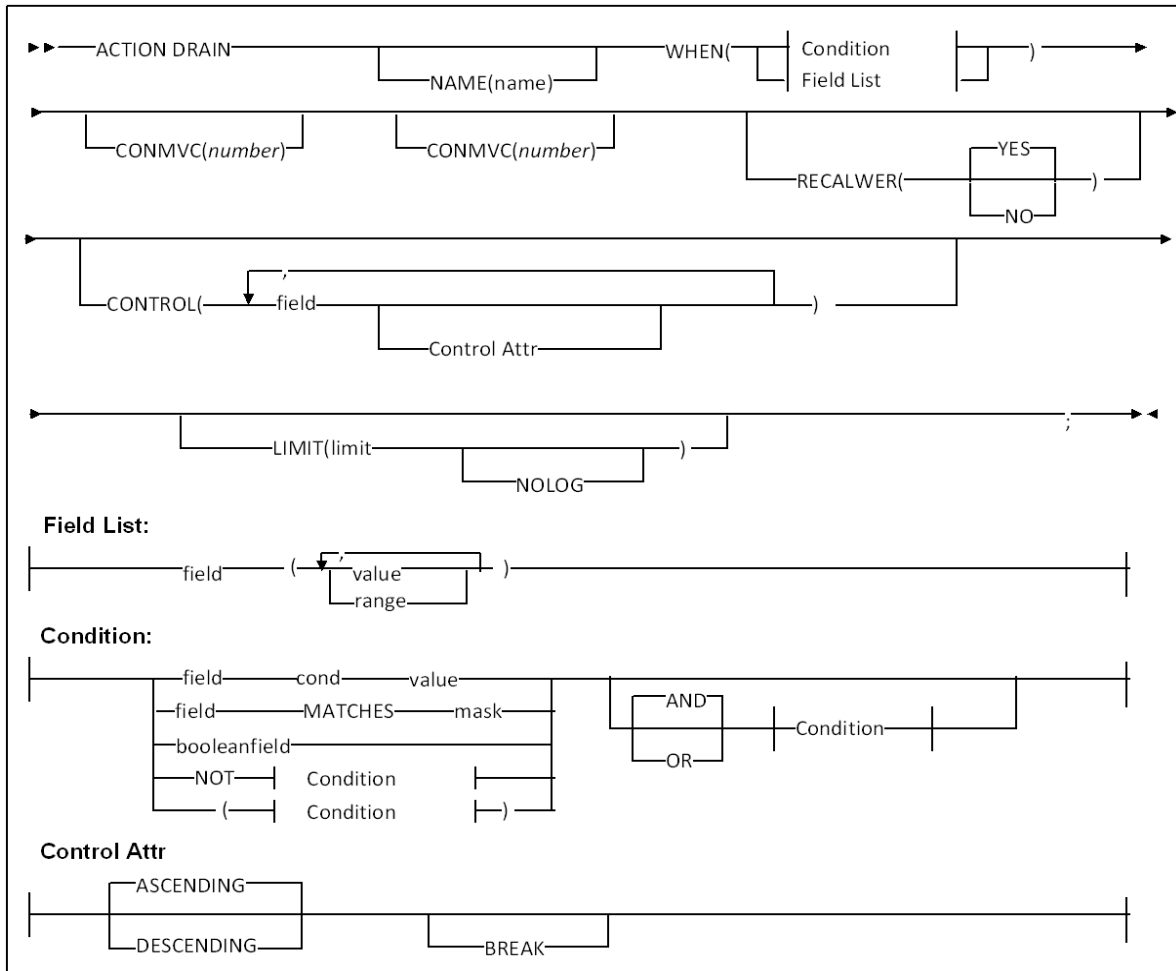 ACTION DRAIN WHEN( Condition )
NAME(name) Field List
CONMVC(number) CONMVC(number) YES
RECALWER( )
NO
,
CONTROL( field )
Control Attr
;
LIMIT(limit )
NOLOG
Field List:
,
field ( value )
range
Condition:
field cond value
AND
field MATCHES mask
Condition
booleanfield
OR
NOT Condition
( Condition )
Control Attr
ASCENDING
DESCENDING BREAK